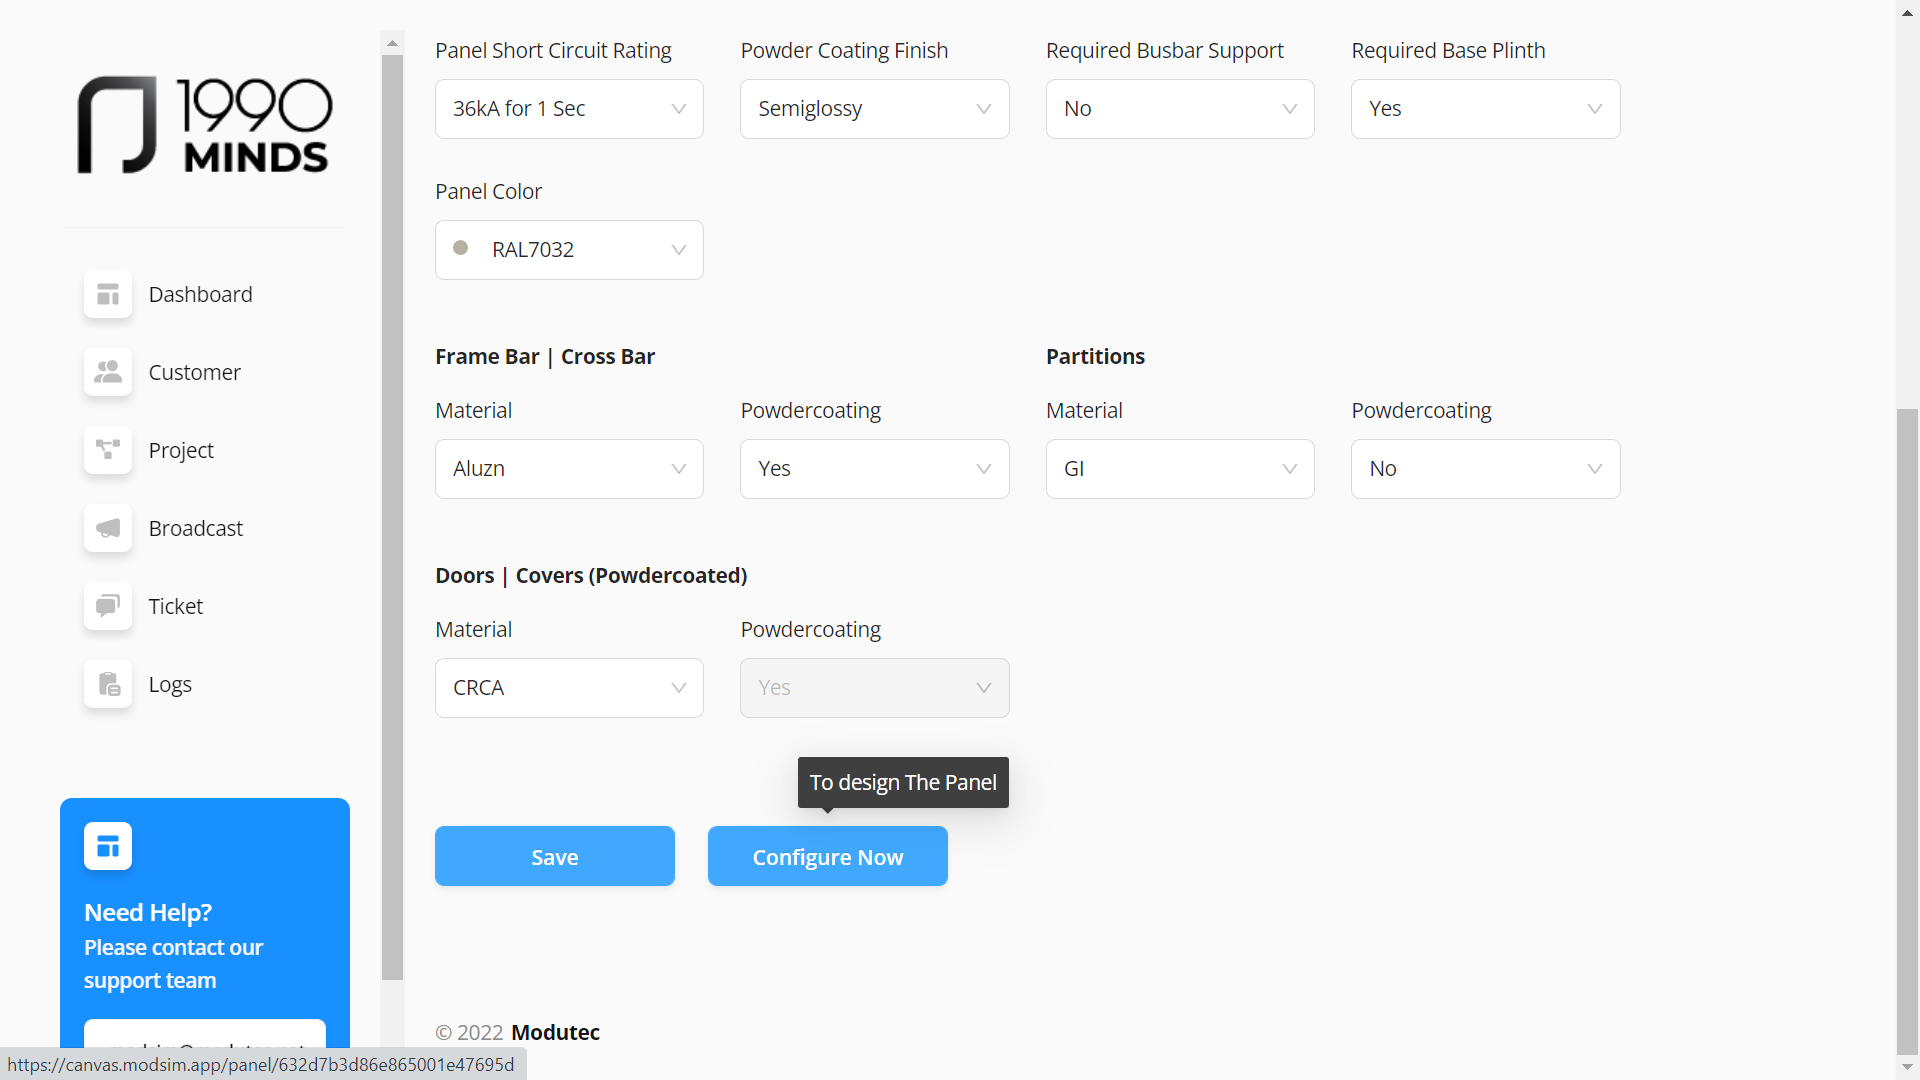 1990
MINDS
Dashboard
Customer
Project
Broadcast
Ticket
Logs
Need Help?
Please contact our
support team
Panel Short Circuit Rating
Powder Coating Finish
Required Busbar Support
Required Base Plinth
36kA for 1 Sec
Semiglossy
No
Yes
Panel Color
RAL7032
Frame Bar | Cross Bar
Partitions
Material
Powdercoating
Material
Powdercoating
Aluzn
Yes
GI
No
Doors | Covers (Powdercoated)
Material
Powdercoating
CRCA
Yes
To design The Panel
Save
Configure Now
© 2022 Modutec
https://canvas.modsim.app/panel/632d7b3d86e865001e47695d